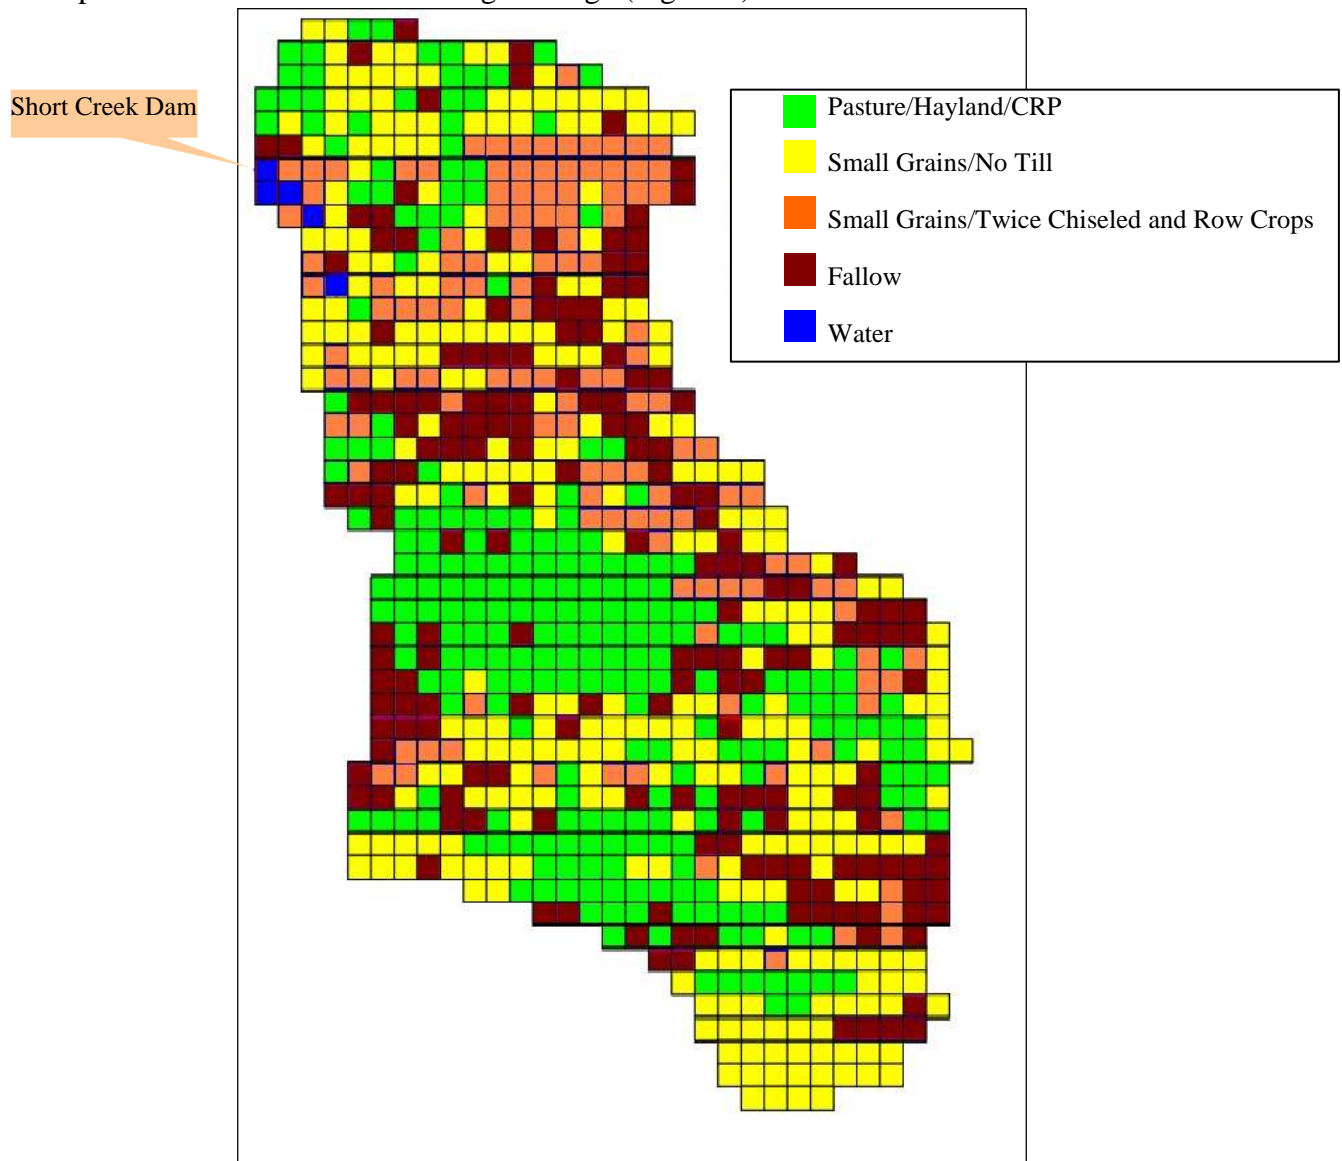 Short Creek Dam
Pasture/Hayland/CRP
Small Grains/No Till
Small Grains/Twice Chiseled and Row Crops
Fallow
Water